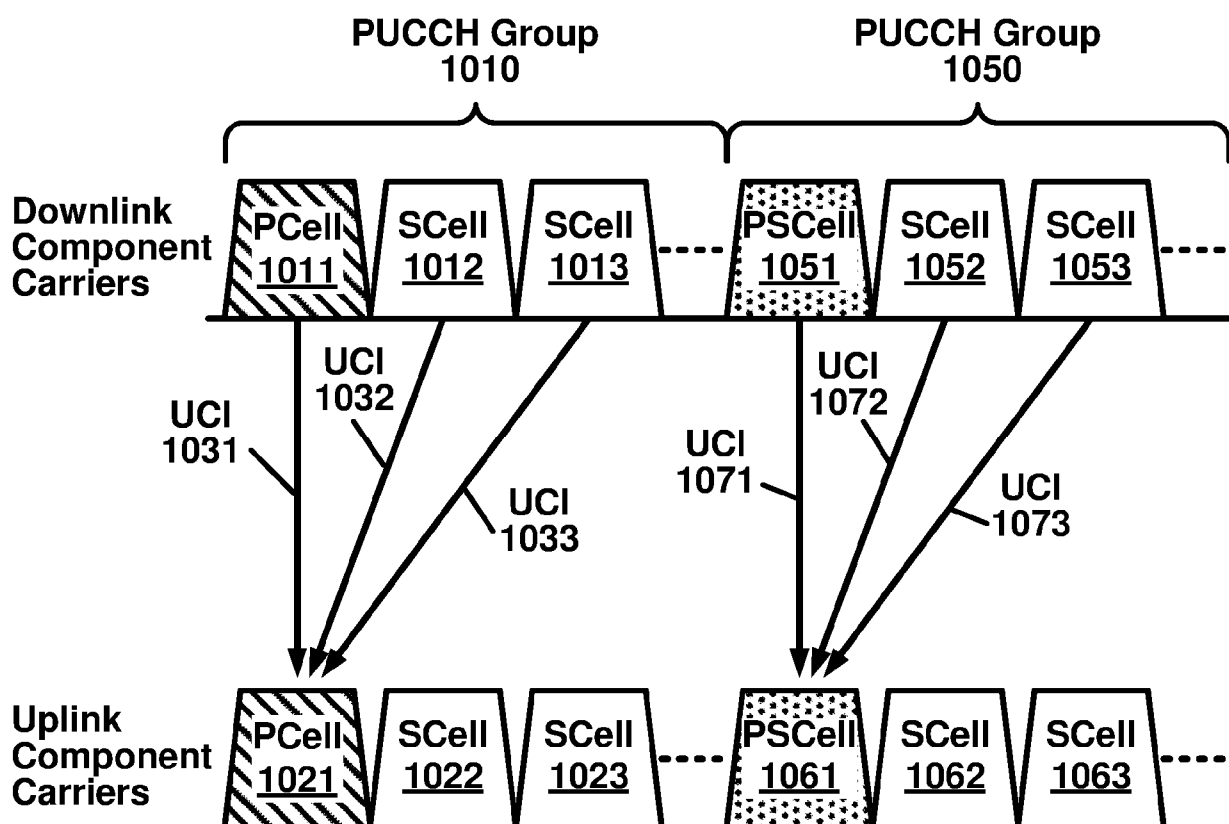 PUCCH Group
1010
PUCCH Group
1050
Downlink
Component
Carriers
PCell
1011
SCell
1012
SCell
1013
PSCell
1051
SCell
1052
SCell
1053
UCI
1031
UCI
1032
UCI
1033
UCI
1071
UCI
1072
UCI
1073
Uplink
Component
Carriers
PCell
1021
SCell
1022
SCell
1023
PSCell
1061
SCell
1062
SCell
1063